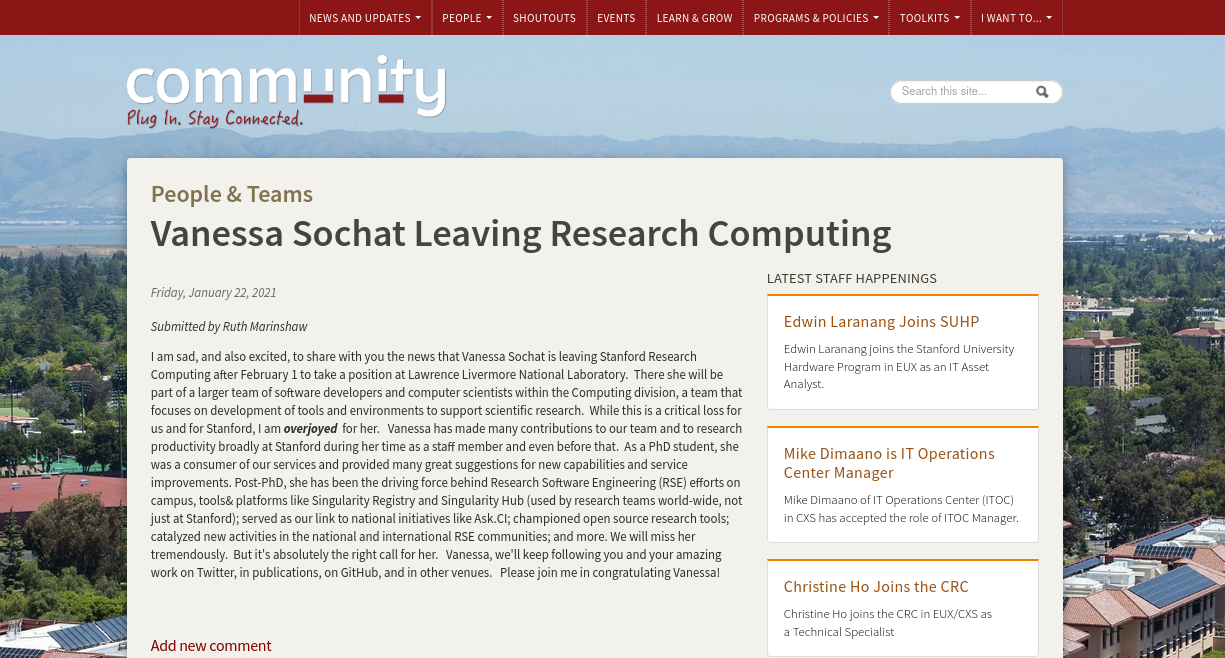 NEWS AND UPDATES PEOPLE SHOUTOUTS EVENTS LEARN & GROW PROGRAMS & POLICIES TOOLKITS I WANT TO...
community
Plug In. Stay Connected.
Search this site...
People & Teams
Vanessa Sochat Leaving Research Computing
Friday, January 22, 2021
Submitted by Ruth Marinshaw
I am sad, and also excited, to share with you the news that Vanessa Sochat is leaving Stanford Research
Computing after February 1 to take a position at Lawrence Livermore National Laboratory. There she will be
part of a larger team of software developers and computer scientists within the Computing division, a team that
focuses on development of tools and environments to support scientific research. While this is a critical loss for
us and for Stanford, I am overjoyed for her. Vanessa has made many contributions to our team and to research
productivity broadly at Stanford during her time as a staff member and even before that. As a PhD student, she
was a consumer of our services and provided many great suggestions for new capabilities and service
improvements. Post-PhD, she has been the driving force behind Research Software Engineering (RSE) efforts on
campus, tools& platforms like Singularity Registry and Singularity Hub (used by research teams world-wide, not
just at Stanford); served as our link to national initiatives like Ask.CI; championed open source research tools;
catalyzed new activities in the national and international RSE communities; and more. We will miss her
tremendously. But it's absolutely the right call for her. Vanessa, we'll keep following you and your amazing
work on Twitter, in publications, on GitHub, and in other venues. Please join me in congratulating Vanessa!
Add new comment
LATEST STAFF HAPPENINGS
Edwin Laranang Joins SUHP
Edwin Laranang joins the Stanford University
Hardware Program in EUX as an IT Asset
Analyst.
Mike Dimaano is IT Operations
Center Manager
Mike Dimaano of IT Operations Center (ITOC)
in CXS has accepted the role of ITOC Manager.
Christine Ho Joins the CRC
Christine Ho joins the CRC in EUX/CXS as
a Technical Specialist